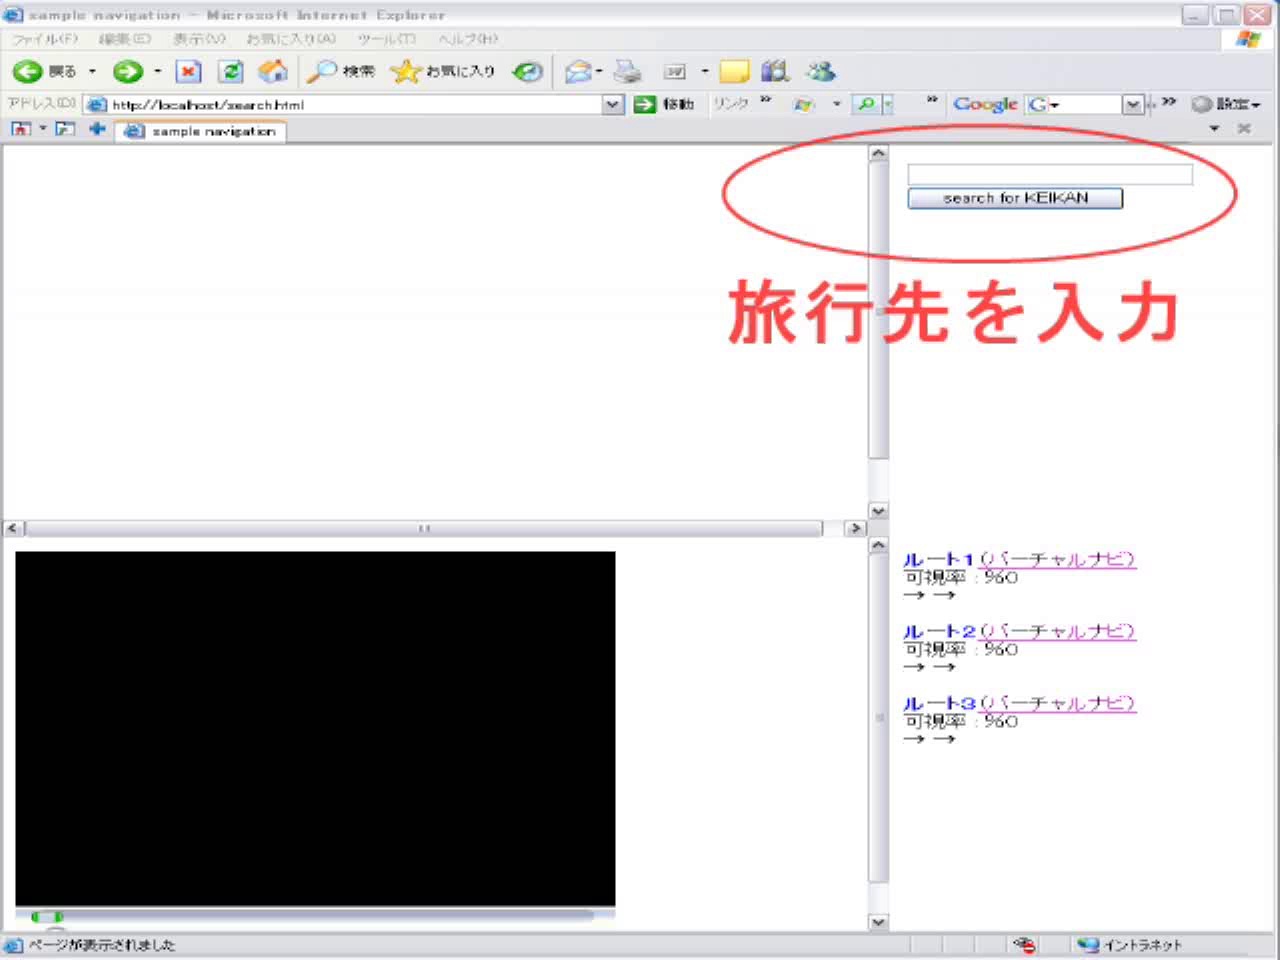 sample navigation - Microsoft Internet Explorer
ファイル(F) 編集(E) 表示(V) お気に入り(A) ツール(T) ヘルプ(H)
戻る 検索 お気に入り
アドレス(D) http://localhost/search.html 移動 リンク » » Google G » 設定
sample navigation
search for KEIKAN
旅行先を入力
ルート1(バーチャルナビ)
可視率 : %0
→ →
ルート2(バーチャルナビ)
可視率 : %0
→ →
ルート3(バーチャルナビ)
可視率 : %0
→ →
ページが表示されました イントラネット